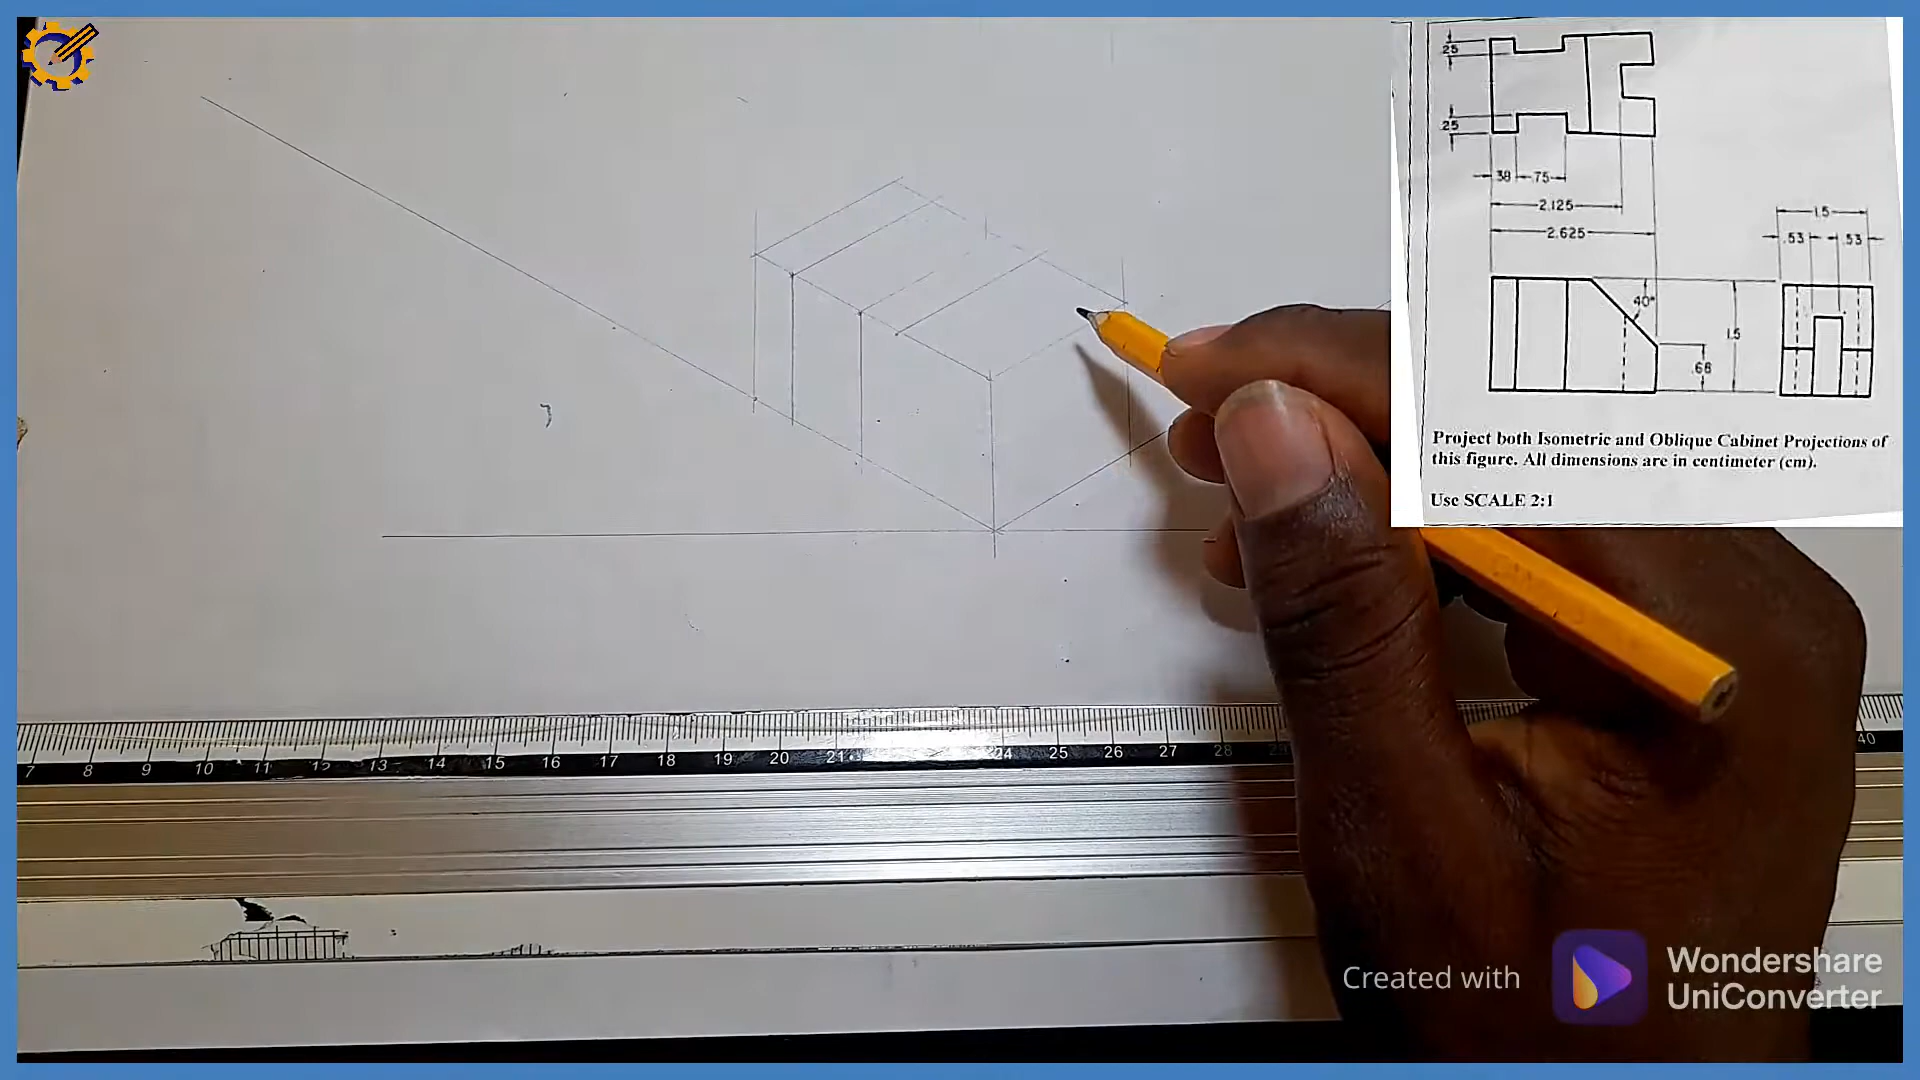 .25
.25
.38 .75
2.125
2.625
1.5
.53 .53
40°
1.5
.66
Project both Isometric and Oblique Cabinet Projections of
this figure. All dimensions are in centimeter (cm).
Use SCALE 2:1
7 8 9 10 11 12 13 14 15 16 17 18 19 20 21 24 25 26 27 28 29 40
Created with Wondershare
UniConverter